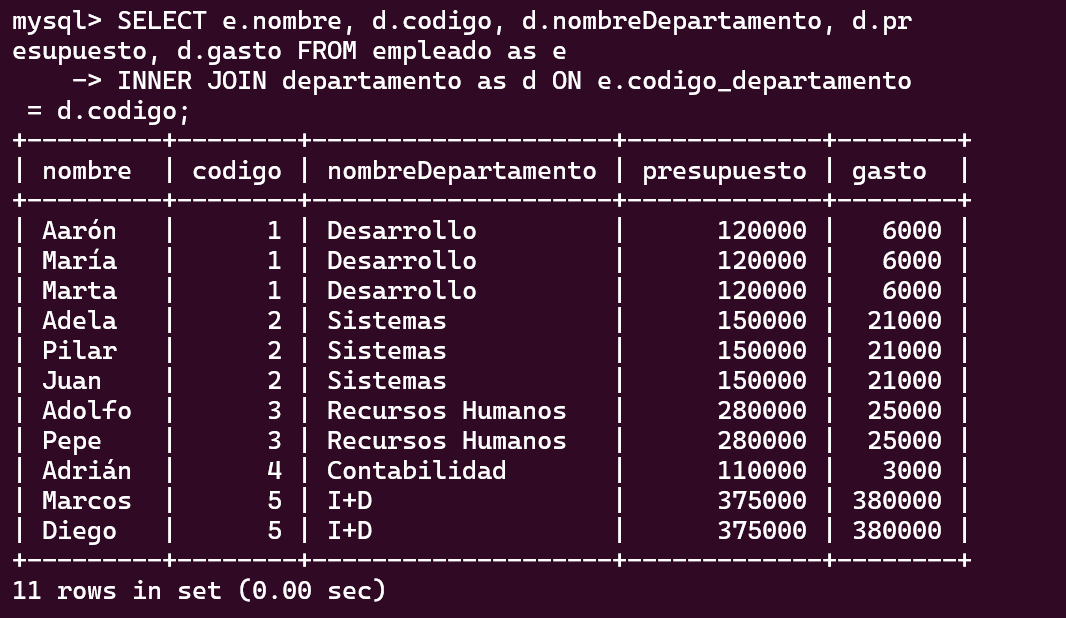 mysql> SELECT e.nombre, d.codigo, d.nombreDepartamento, d.pr
esupuesto, d.gasto FROM empleado as e
    -> INNER JOIN departamento as d ON e.codigo_departamento
 = d.codigo;
+---------+--------+--------------------+-------------+--------+
| nombre  | codigo | nombreDepartamento | presupuesto | gasto  |
+---------+--------+--------------------+-------------+--------+
| Aarón   |      1 | Desarrollo         |      120000 |   6000 |
| María   |      1 | Desarrollo         |      120000 |   6000 |
| Marta   |      1 | Desarrollo         |      120000 |   6000 |
| Adela   |      2 | Sistemas           |      150000 |  21000 |
| Pilar   |      2 | Sistemas           |      150000 |  21000 |
| Juan    |      2 | Sistemas           |      150000 |  21000 |
| Adolfo  |      3 | Recursos Humanos   |      280000 |  25000 |
| Pepe    |      3 | Recursos Humanos   |      280000 |  25000 |
| Adrián  |      4 | Contabilidad       |      110000 |   3000 |
| Marcos  |      5 | I+D                |      375000 | 380000 |
| Diego   |      5 | I+D                |      375000 | 380000 |
+---------+--------+--------------------+-------------+--------+
11 rows in set (0.00 sec)